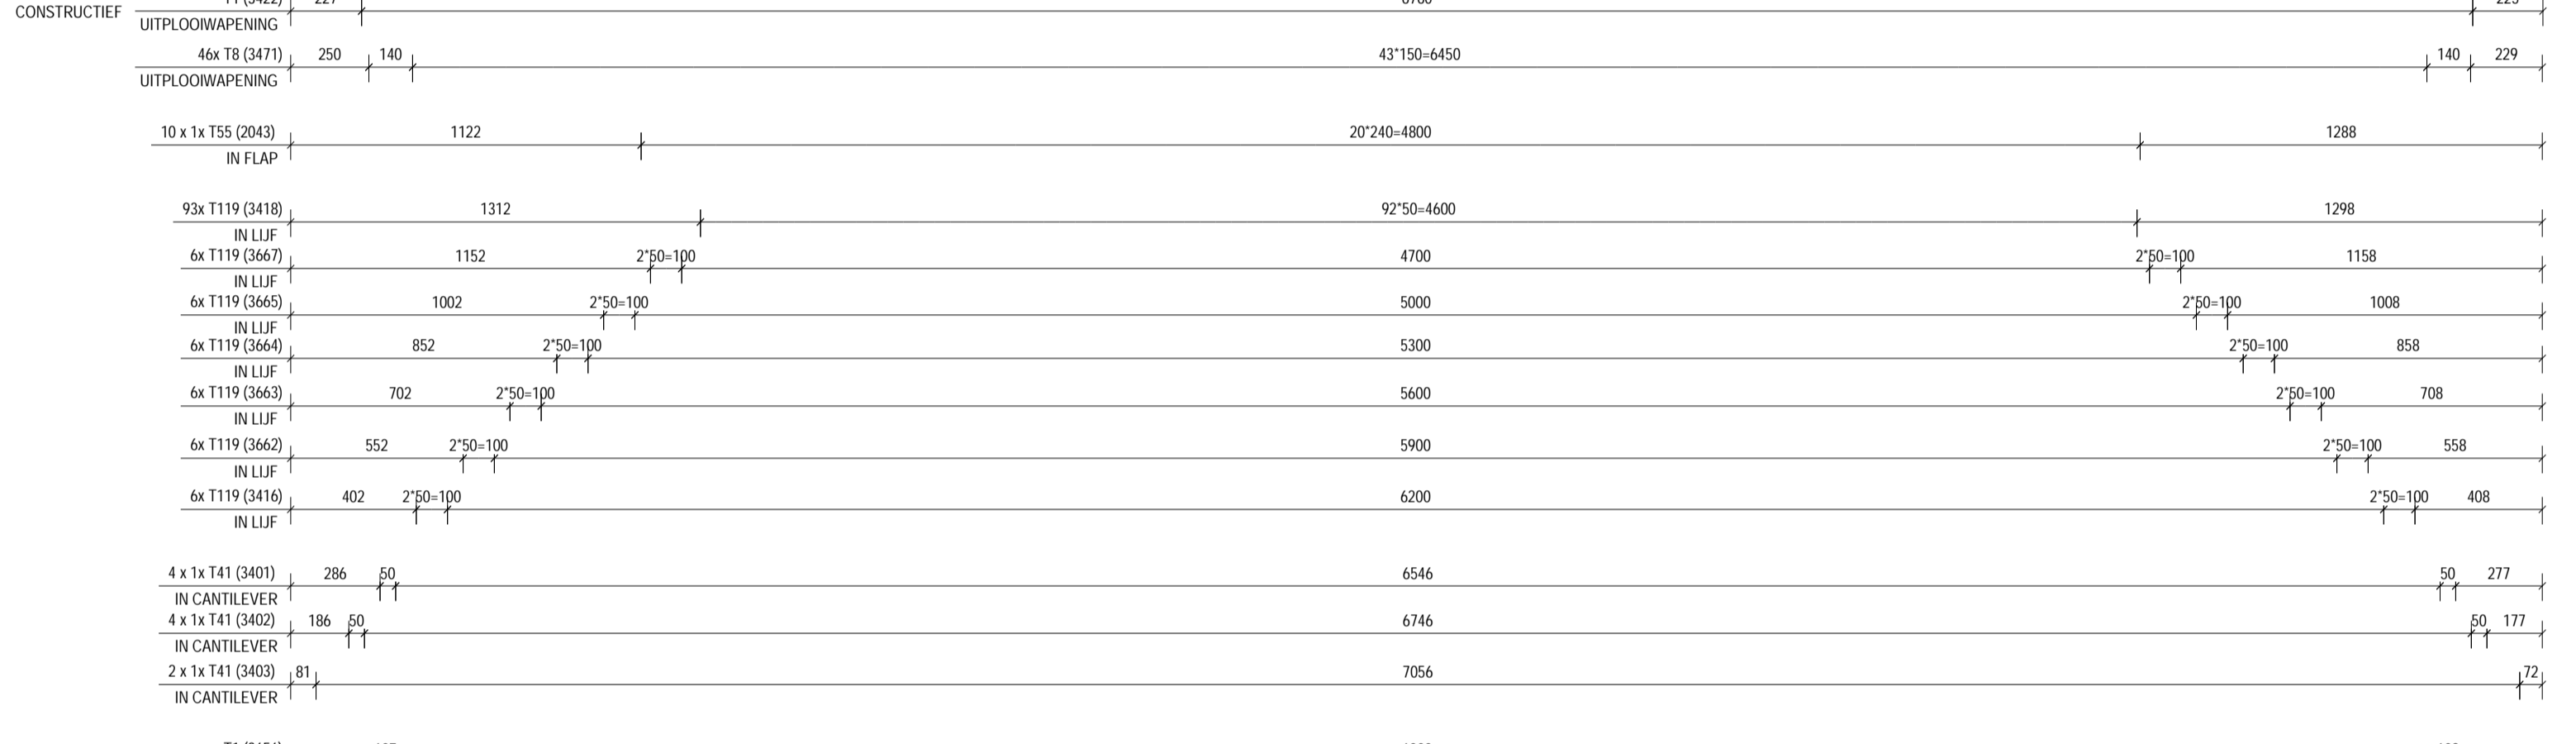 CONSTRUCTIEF
UITPLOOIWAPENING
46x T8 (3471) 250 140 43*150=6450 140 229
UITPLOOIWAPENING
10 x 1x T55 (2043) 1122 20*240=4800 1288
IN FLAP
93x T119 (3418) 1312 92*50=4600 1298
IN LIJF
6x T119 (3667) 1152 2*50=100 4700 2*50=100 1158
IN LIJF
6x T119 (3665) 1002 2*50=100 5000 2*50=100 1008
IN LIJF
6x T119 (3664) 852 2*50=100 5300 2*50=100 858
IN LIJF
6x T119 (3663) 702 2*50=100 5600 2*50=100 708
IN LIJF
6x T119 (3662) 552 2*50=100 5900 2*50=100 558
IN LIJF
6x T119 (3416) 402 2*50=100 6200 2*50=100 408
IN LIJF
4 x 1x T41 (3401) 286 50 6546 50 277
IN CANTILEVER
4 x 1x T41 (3402) 186 50 6746 50 177
IN CANTILEVER
2 x 1x T41 (3403) 81 7056 72
IN CANTILEVER